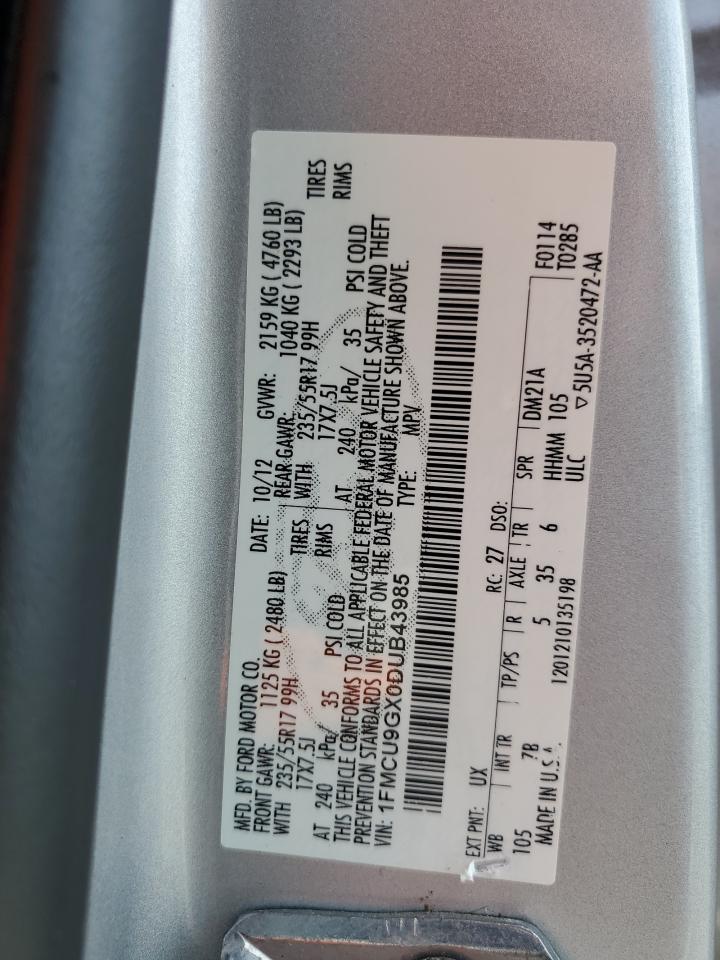 MFD. BY FORD MOTOR CO.
DATE: 10/12 GVWR: 2159 KG ( 4760 LB)
FRONT GAWR: 1125 KG ( 2480 LB) REAR GAWR: 1040 KG ( 2293 LB)
WITH 235/55R17 99H TIRES WITH 235/55R17 99H TIRES
17X7.5J RIMS 17X7.5J RIMS
AT 240 kPa/ 35 PSI COLD AT 240 kPa/ 35 PSI COLD
THIS VEHICLE CONFORMS TO ALL APPLICABLE FEDERAL MOTOR VEHICLE SAFETY AND THEFT
PREVENTION STANDARDS IN EFFECT ON THE DATE OF MANUFACTURE SHOWN ABOVE.
VIN: 1FMCU9GX0DUB43985 TYPE: MPV
EXT PNT: UX RC: 27 DSO:
WB INT TR TP/PS R AXLE TR SPR DM21A F0114
105 7B 5 35 6 HHMM 105 T0285
MADE IN U.S.A. 1201210135198 ULC ▽5U5A-3520472-AA